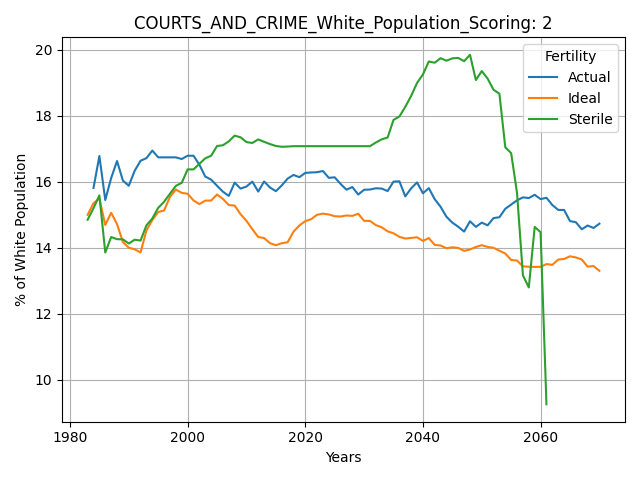 COURTS_AND_CRIME_White_Population_Scoring: 2
Fertility
Actual
Ideal
Sterile
% of White Population
20
18
16
14
12
10
1980
2000
2020
2040
2060
Years